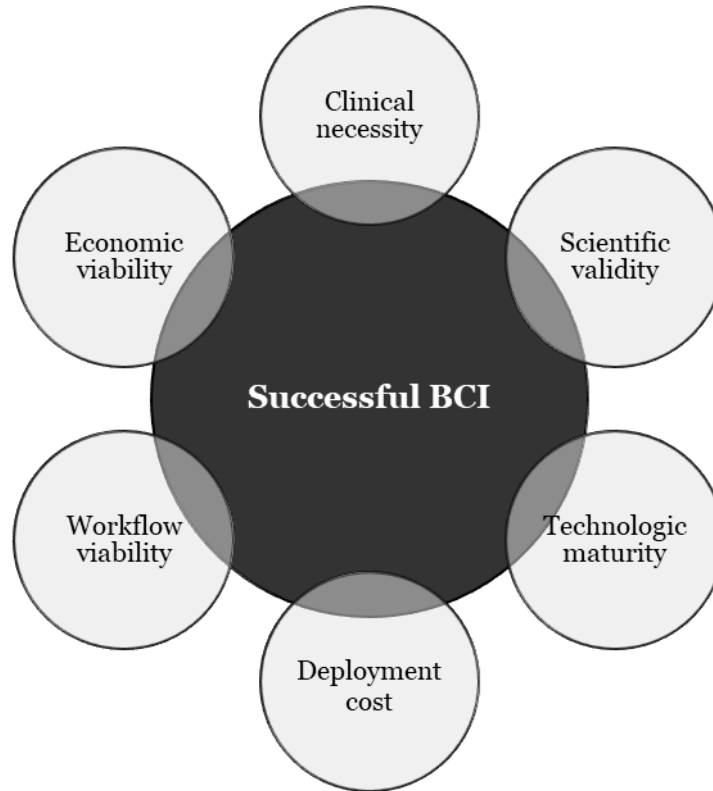 Clinical
necessity
Economic
viability
Scientific
validity
Successful BCI
Workflow
viability
Technologic
maturity
Deployment
cost